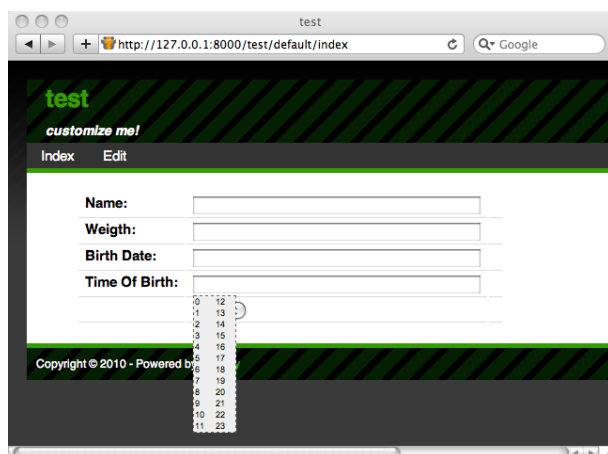 test
http://127.0.0.1:8000/test/default/index
Google
test
customize me!
Index Edit
Name:
Weigth:
Birth Date:
Time Of Birth:
0 12
1 13
2 14
3 15
4 16
5 17
6 18
7 19
8 20
9 21
10 22
11 23
Copyright © 2010 - Powered by